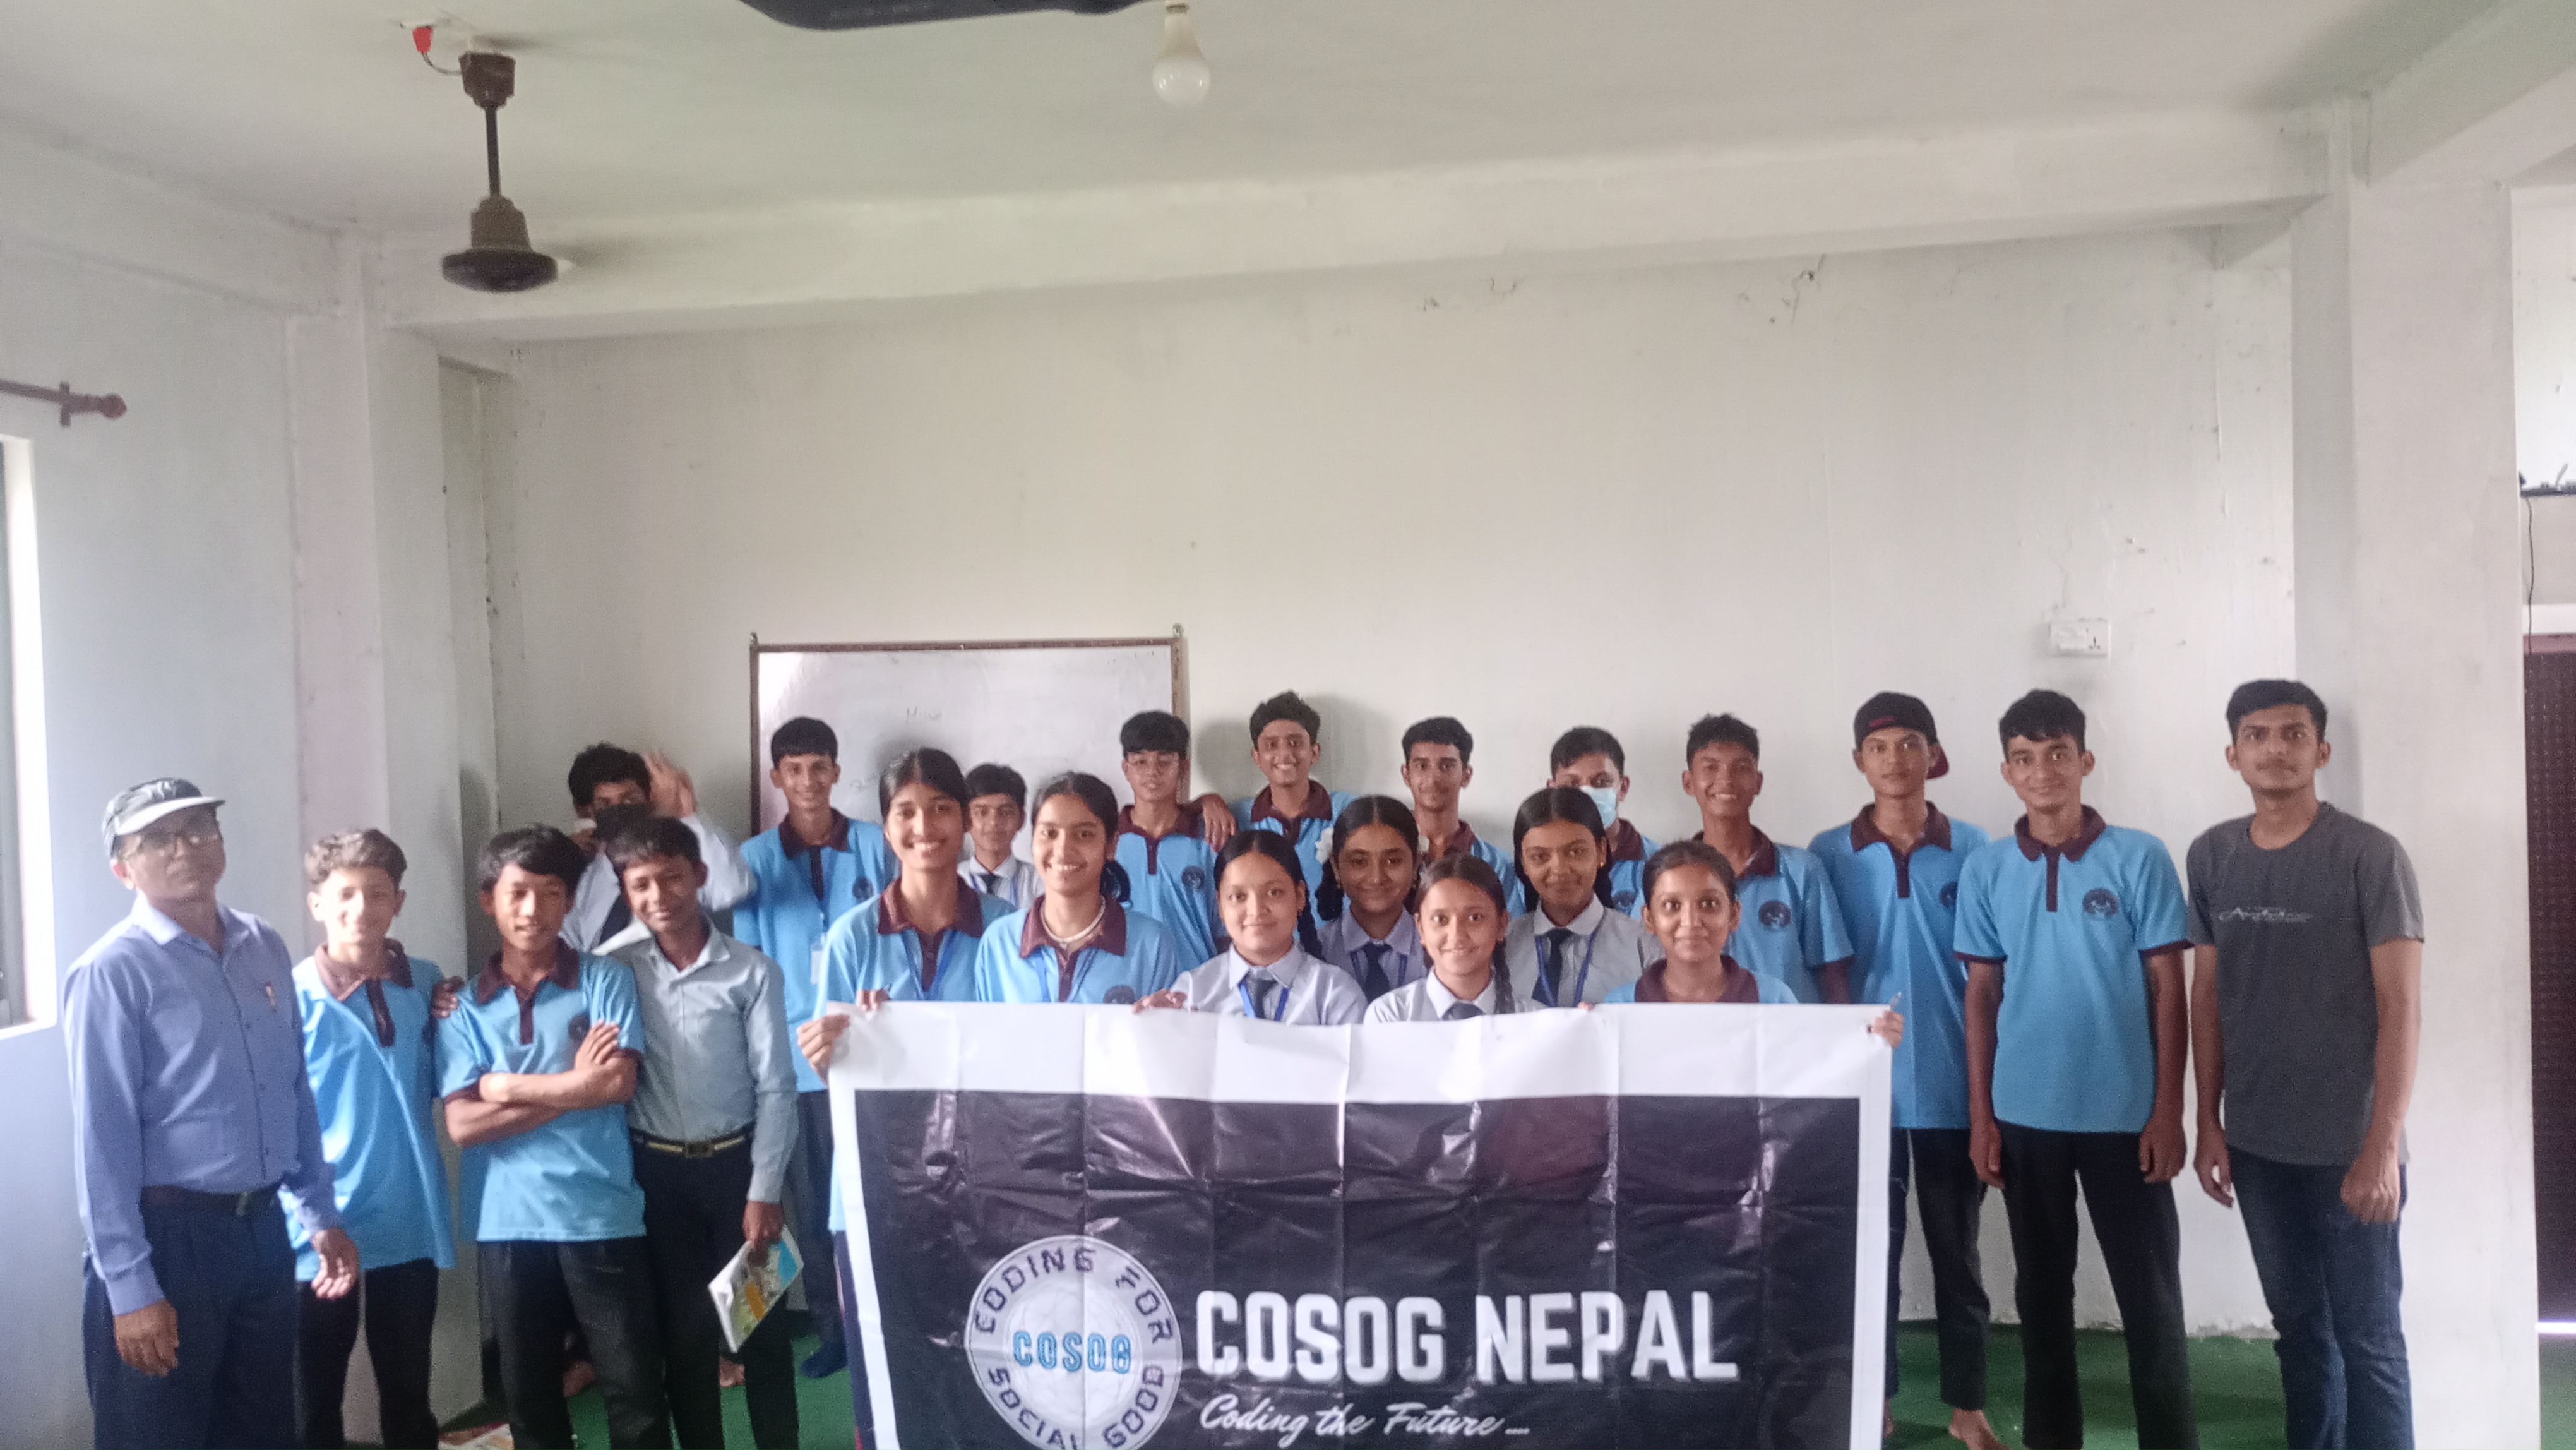 CODING FOR
COSOG
SOCIAL GOOD
COSOG NEPAL
Coding the Future ....